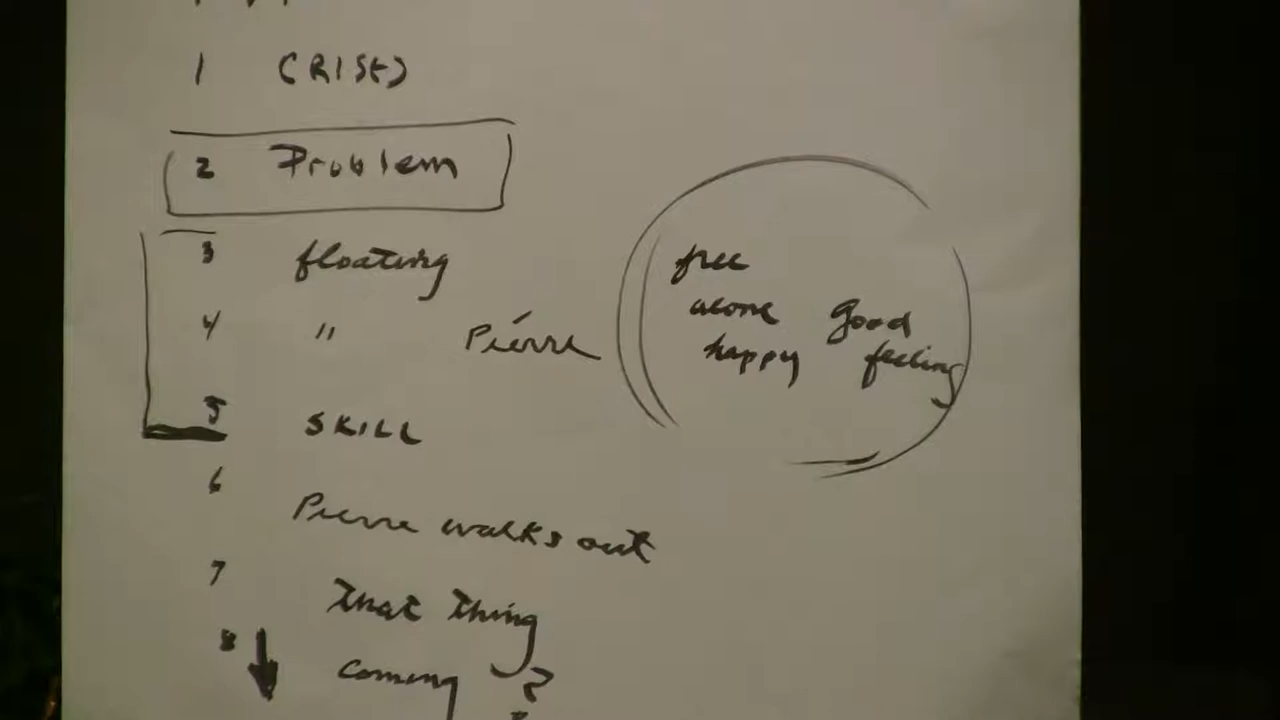 1 (RISK)
2 Problem
3 floating
4 " Pierre
5 SKILL
6
Pierre walks out
7
that thing
8
coming ?
free
alone
happy
good
feeling